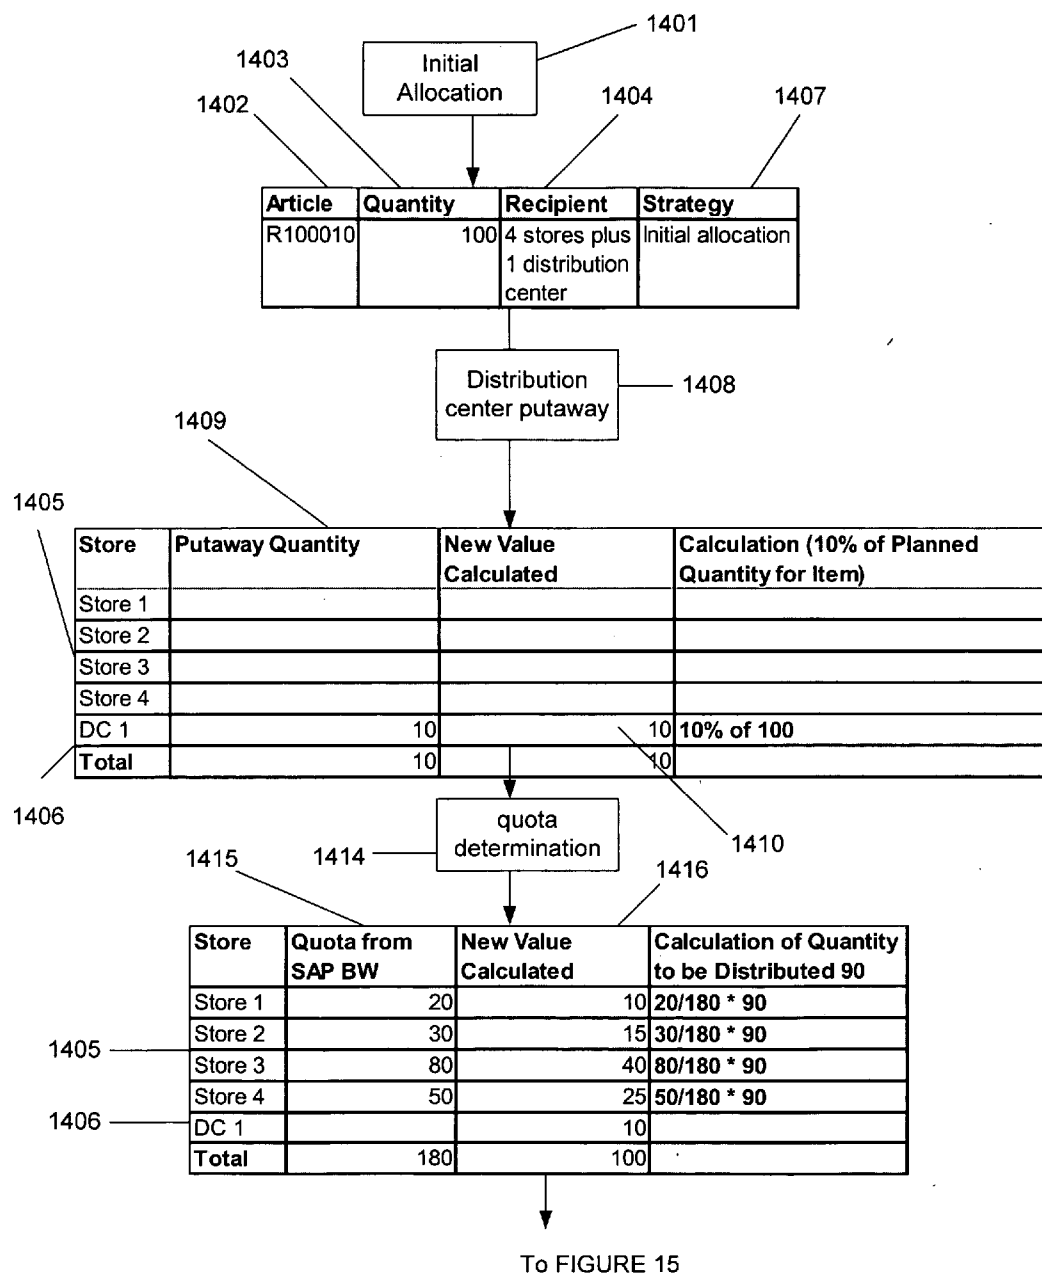 1401
Initial
Allocation
1403
1402
1404
1407
Article Quantity Recipient Strategy
R100010 100 4 stores plus Initial allocation
1 distribution
center
Distribution
center putaway
1408
1409
1405
Store Putaway Quantity New Value Calculation (10% of Planned
Calculated Quantity for Item)
Store 1
Store 2
Store 3
Store 4
DC 1 10 10 10% of 100
Total 10 10
1406
quota
determination
1410
1414
1415
1416
Store Quota from New Value Calculation of Quantity
SAP BW Calculated to be Distributed 90
Store 1 20 10 20/180 * 90
Store 2 30 15 30/180 * 90
1405
Store 3 80 40 80/180 * 90
Store 4 50 25 50/180 * 90
1406
DC 1 10
Total 180 100
To FIGURE 15